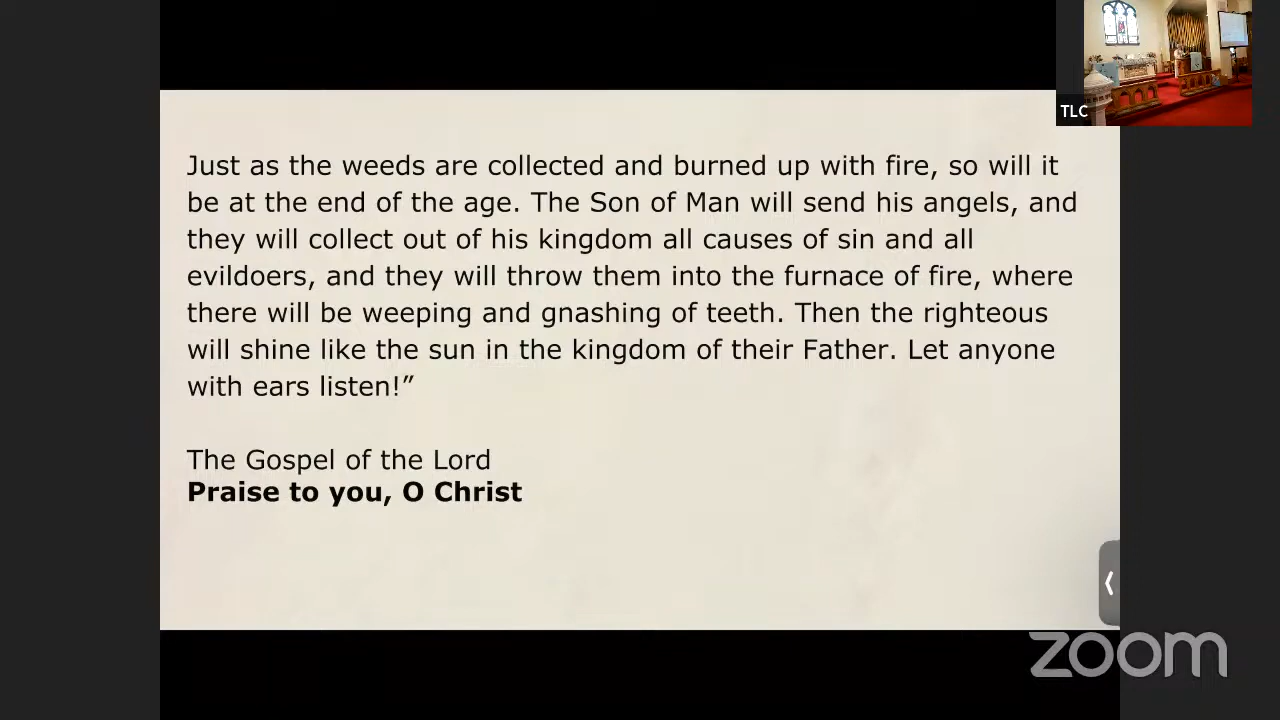 TLC
Just as the weeds are collected and burned up with fire, so will it
be at the end of the age. The Son of Man will send his angels, and
they will collect out of his kingdom all causes of sin and all
evildoers, and they will throw them into the furnace of fire, where
there will be weeping and gnashing of teeth. Then the righteous
will shine like the sun in the kingdom of their Father. Let anyone
with ears listen!”
The Gospel of the Lord
Praise to you, O Christ
zoom